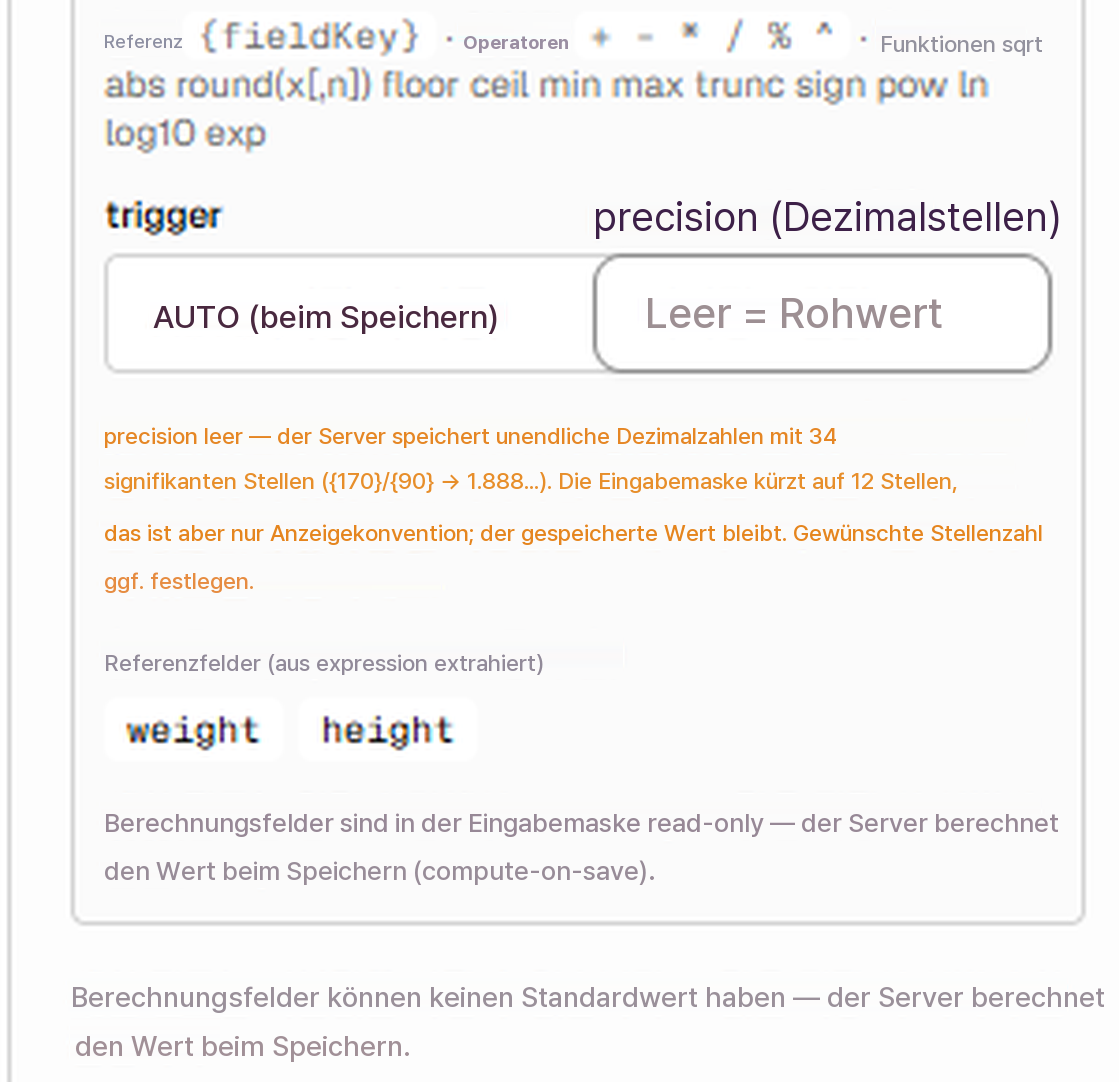 Referenz {fieldKey} · Operatoren + - * / % ^ · Funktionen sqrt
abs round(x[,n]) floor ceil min max trunc sign pow ln
log10 exp
trigger precision (Dezimalstellen)
AUTO (beim Speichern) Leer = Rohwert
precision leer — der Server speichert unendliche Dezimalzahlen mit 34
signifikanten Stellen ({170}/{90} → 1.888…). Die Eingabemaske kürzt auf 12 Stellen,
das ist aber nur Anzeigekonvention; der gespeicherte Wert bleibt. Gewünschte Stellenzahl
ggf. festlegen.
Referenzfelder (aus expression extrahiert)
weight height
Berechnungsfelder sind in der Eingabemaske read-only — der Server berechnet
den Wert beim Speichern (compute-on-save).
Berechnungsfelder können keinen Standardwert haben — der Server berechnet
den Wert beim Speichern.